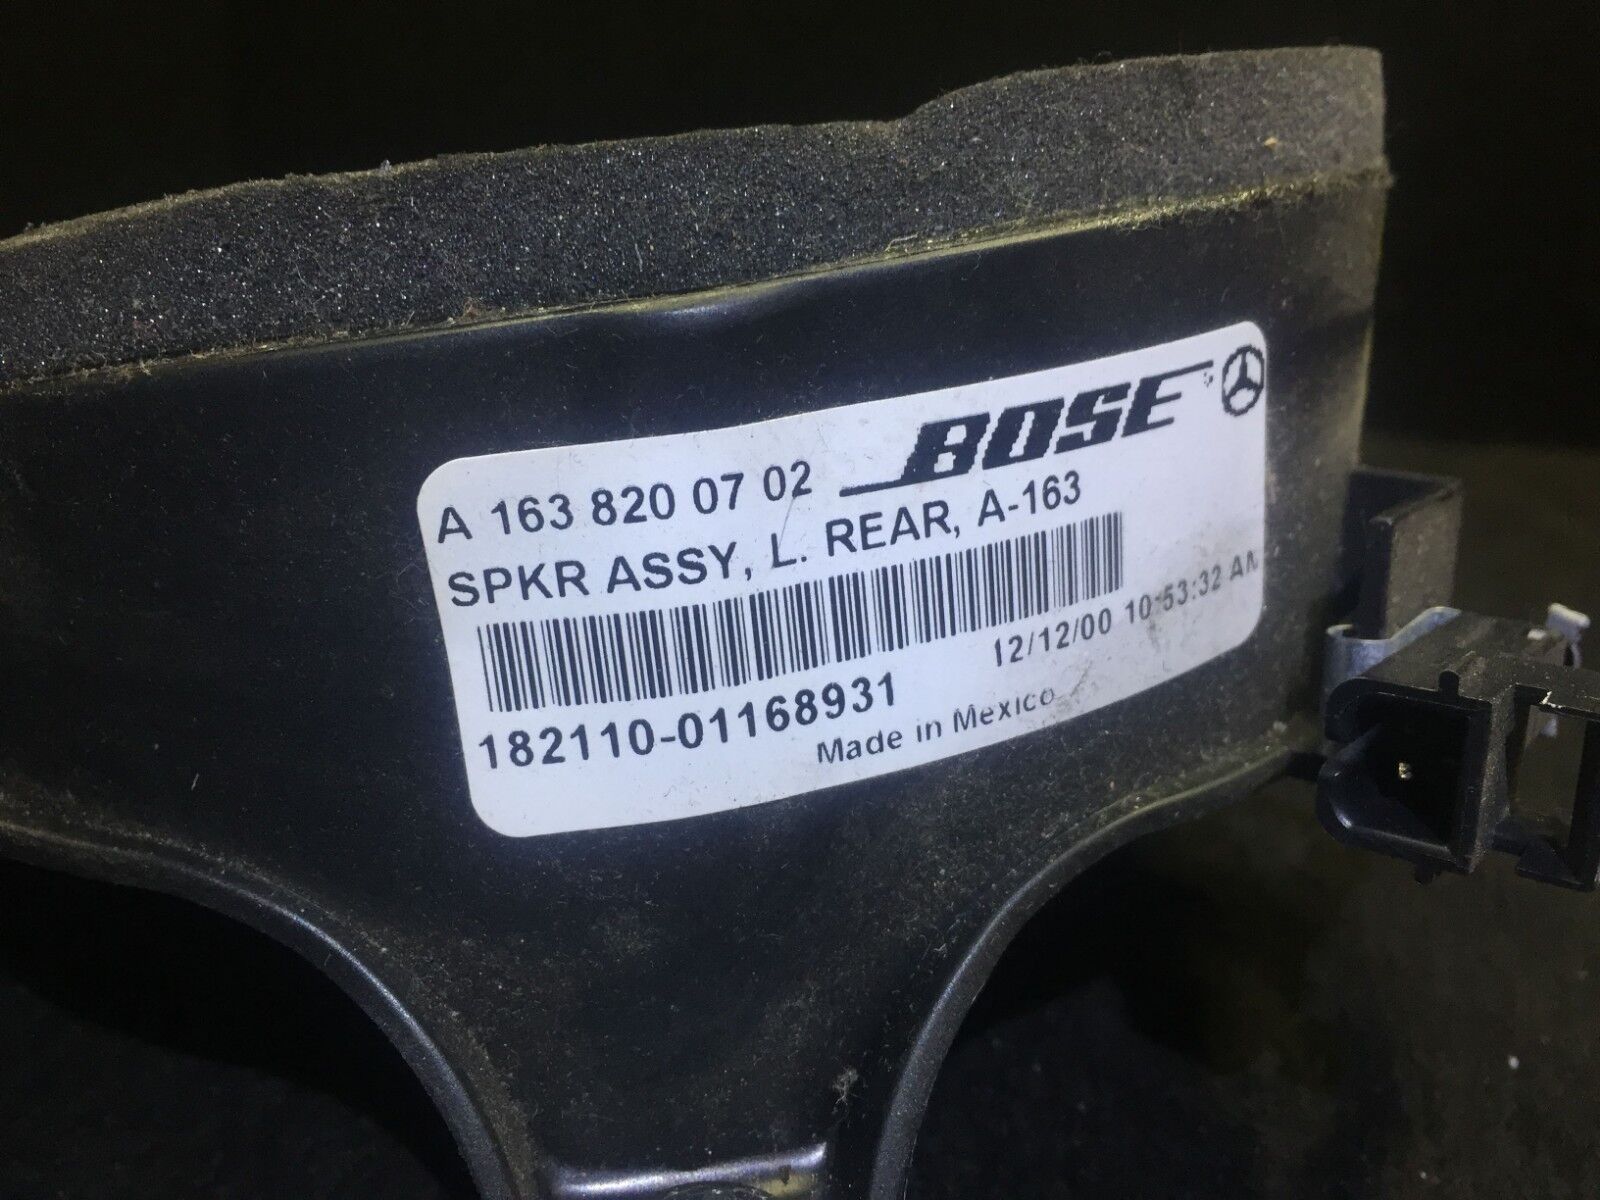 A 163 820 07 02 BOSE
SPKR ASSY, L. REAR, A-163
12/12/00 10:53:32 AM
182110-01168931
Made in Mexico